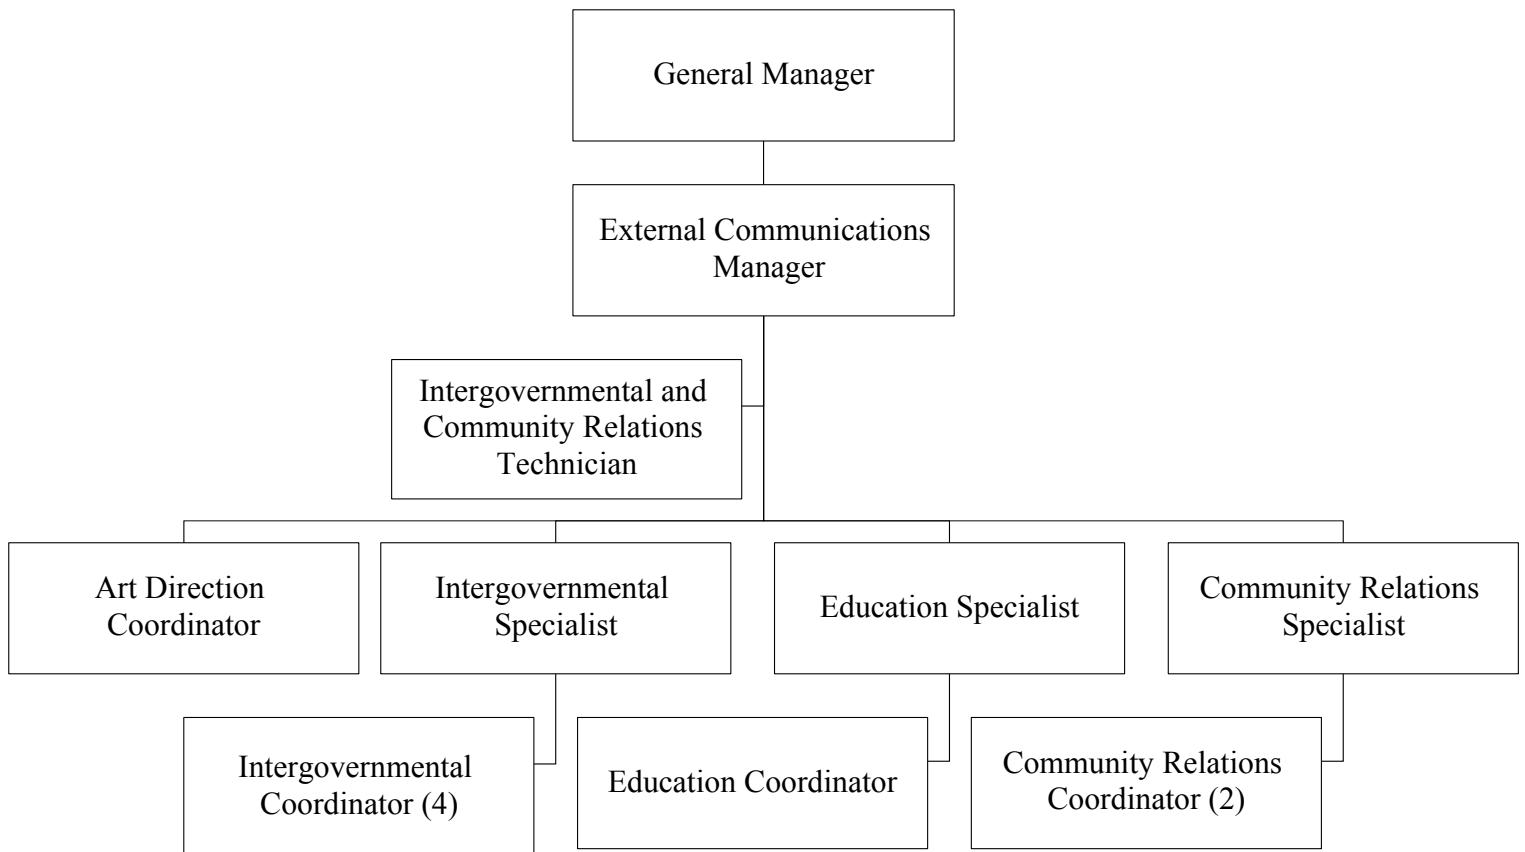 General Manager
External Communications
Manager
Intergovernmental and
Community Relations
Technician
Art Direction
Coordinator
Intergovernmental
Specialist
Education Specialist
Community Relations
Specialist
Intergovernmental
Coordinator (4)
Education Coordinator
Community Relations
Coordinator (2)